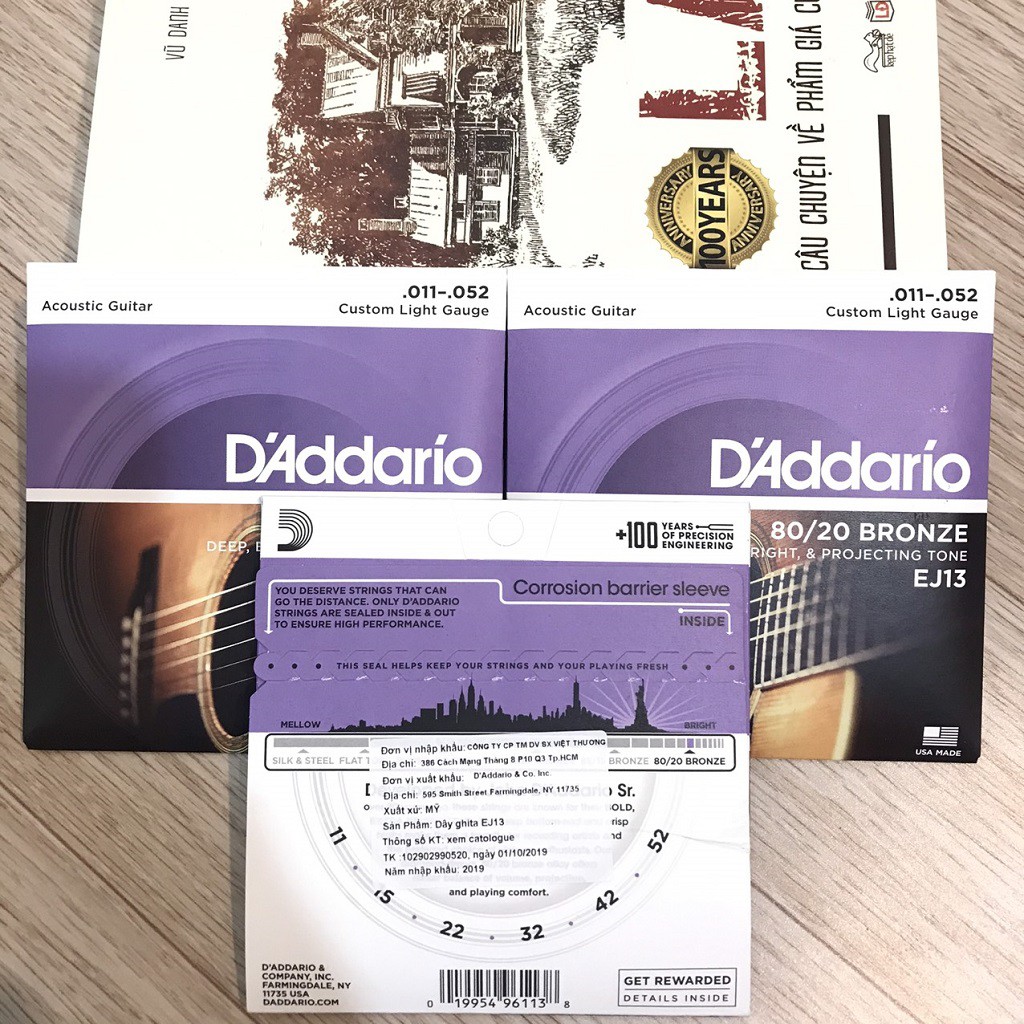 VŨ DANH
CÂU CHUYỆN VỀ PHẨM GIÁ
ANNIVERSARY
100 YEARS
ANNIVERSARY
Acoustic Guitar
.011–.052
Custom Light Gauge
D'Addario
DEEP,
Acoustic Guitar
.011–.052
Custom Light Gauge
D'Addario
80/20 BRONZE
& PROJECTING TONE
EJ13
USA MADE
+100 YEARS
OF PRECISION
ENGINEERING
YOU DESERVE STRINGS THAT CAN
GO THE DISTANCE. ONLY D'ADDARIO
STRINGS ARE SEALED INSIDE & OUT
TO ENSURE HIGH PERFORMANCE.
Corrosion barrier sleeve
INSIDE
THIS SEAL HELPS KEEP YOUR STRINGS AND YOUR PLAYING FRESH
MELLOW
BRIGHT
SILK & STEEL FLAT
BRONZE 80/20 BRONZE
Đơn vị nhập khẩu: CÔNG TY CP TM DV SX VIỆT THƯƠNG
Địa chỉ: 386 Cách Mạng Tháng 8 P10 Q3 Tp.HCM
Đơn vị xuất khẩu: D'Addario & Co. Inc.
Địa chỉ: 595 Smith Street Farmingdale, NY 11735
Xuất xứ: MỸ
Sản Phẩm: Dây ghita EJ13
Thông số KT: xem catologue
TK :102902990520, ngày 01/10/2019
Năm nhập khẩu: 2019
Sr.
and
and playing comfort.
11
15
22
32
42
52
D'ADDARIO &
COMPANY, INC.
FARMINGDALE, NY
11735 USA
DADDARIO.COM
0 19954 96113 8
GET REWARDED
DETAILS INSIDE